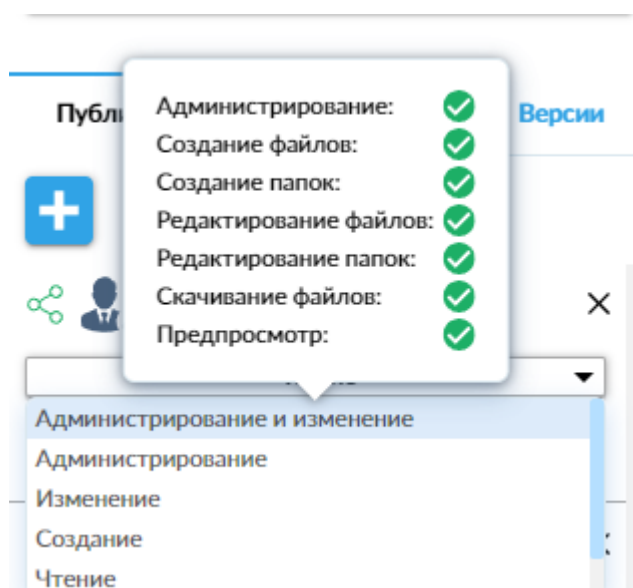 Администрирование:
Создание файлов:
Создание папок:
Редактирование файлов:
Редактирование папок:
Скачивание файлов:
Предпросмотр:
Версии
Администрирование и изменение
Администрирование
Изменение
Создание
Чтение